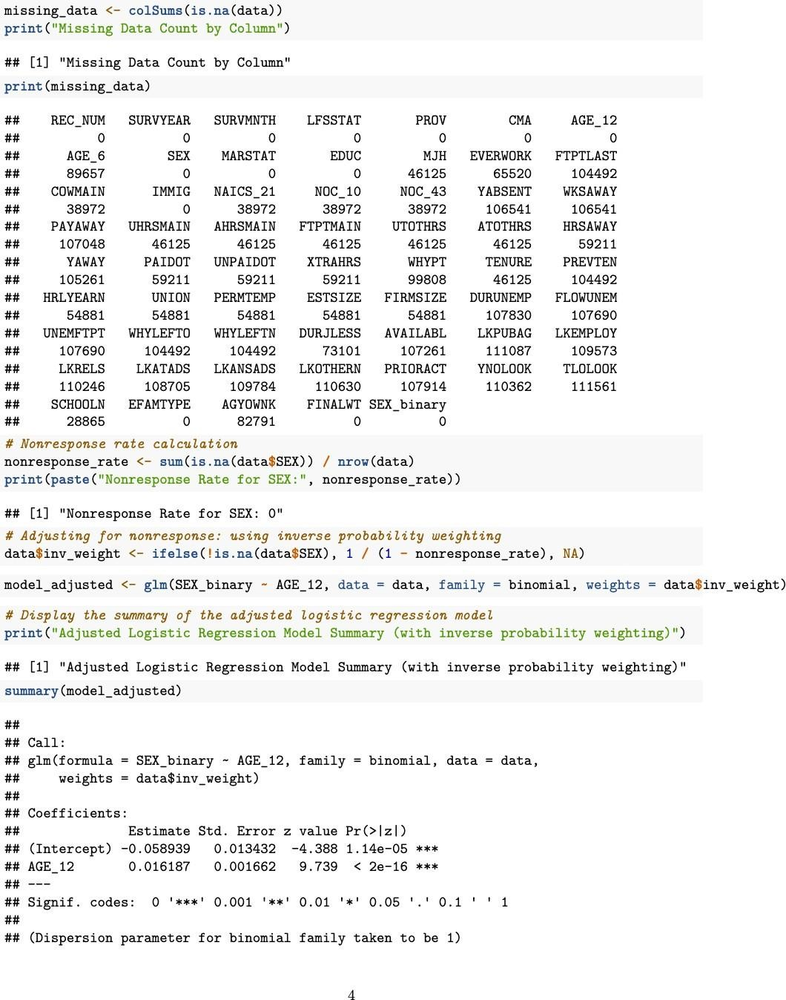 missing_data <- colSums(is.na(data))
print("Missing Data Count by Column")
## [1] "Missing Data Count by Column"
print(missing_data)
##    REC_NUM   SURVYEAR   SURVMNTH    LFSSTAT       PROV        CMA     AGE_12
##          0          0          0          0          0          0          0
##      AGE_6        SEX    MARSTAT       EDUC        MJH   EVERWORK   FTPTLAST
##      89657          0          0          0      46125      65520     104492
##    COWMAIN      IMMIG   NAICS_21     NOC_10     NOC_43    YABSENT    WKSAWAY
##      38972          0      38972      38972      38972     106541     106541
##    PAYAWAY   UHRSMAIN   AHRSMAIN   FTPTMAIN    UTOTHRS    ATOTHRS    HRSAWAY
##     107048      46125      46125      46125      46125      46125      59211
##      YAWAY     PAIDOT   UNPAIDOT    XTRAHRS      WHYPT     TENURE    PREVTEN
##     105261      59211      59211      59211      99808      46125     104492
##   HRLYEARN      UNION   PERMTEMP    ESTSIZE   FIRMSIZE   DURUNEMP   FLOWUNEM
##      54881      54881      54881      54881      54881     107830     107690
##   UNEMFTPT   WHYLEFTO   WHYLEFTN   DURJLESS   AVAILABL    LKPUBAG   LKEMPLOY
##     107690     104492     104492      73101     107261     111087     109573
##     LKRELS    LKATADS   LKANSADS   LKOTHERN   PRIORACT    YNOLOOK    TLOLOOK
##     110246     108705     109784     110630     107914     110362     111561
##    SCHOOLN   EFAMTYPE     AGYOWNK    FINALWT SEX_binary
##      28865          0      82791          0          0
# Nonresponse rate calculation
nonresponse_rate <- sum(is.na(data$SEX)) / nrow(data)
print(paste("Nonresponse Rate for SEX:", nonresponse_rate))
## [1] "Nonresponse Rate for SEX: 0"
# Adjusting for nonresponse: using inverse probability weighting
data$inv_weight <- ifelse(!is.na(data$SEX), 1 / (1 - nonresponse_rate), NA)
model_adjusted <- glm(SEX_binary ~ AGE_12, data = data, family = binomial, weights = data$inv_weight)
# Display the summary of the adjusted logistic regression model
print("Adjusted Logistic Regression Model Summary (with inverse probability weighting)")
## [1] "Adjusted Logistic Regression Model Summary (with inverse probability weighting)"
summary(model_adjusted)
##
## Call:
## glm(formula = SEX_binary ~ AGE_12, family = binomial, data = data,
##     weights = data$inv_weight)
##
## Coefficients:
##              Estimate Std. Error z value Pr(>|z|)
## (Intercept) -0.058939   0.013432  -4.388 1.14e-05 ***
## AGE_12       0.016187   0.001662   9.739  < 2e-16 ***
## ---
## Signif. codes:  0 '***' 0.001 '**' 0.01 '*' 0.05 '.' 0.1 ' ' 1
##
## (Dispersion parameter for binomial family taken to be 1)
4